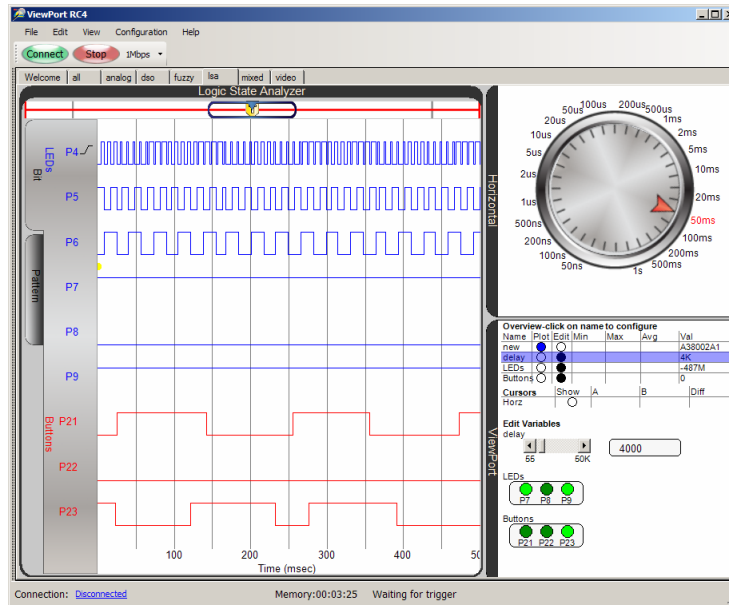 ViewPort RC4
File Edit View Configuration Help
Connect Stop 1Mbps
Welcome all analog dso fuzzy lsa mixed video
Logic State Analyzer
Bit
Pattern
LEDs
P4
P5
P6
P7
P8
P9
Buttons
P21
P22
P23
100 200 300 400 50
Time (msec)
Horizontal
50ns
100ns
200ns
500ns
1us
2us
5us
10us
20us
50us
100us
200us
500us
1ms
2ms
5ms
10ms
20ms
50ms
100ms
200ms
500ms
1s
ViewPort
Overview-click on name to configure
Name Plot Edit Min Max Avg Val
new A38002A1
delay 4K
LEDs -487M
Buttons 0
Cursors Show A B Diff
Horz
Edit Variables
delay
55 50K 4000
LEDs
P7 P8 P9
Buttons
P21 P22 P23
Connection: Disconnected Memory:00:03:25 Waiting for trigger